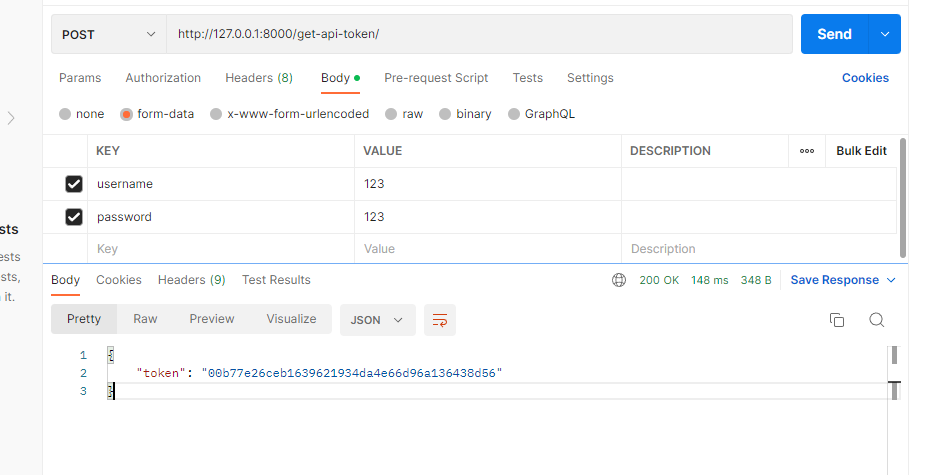 POST http://127.0.0.1:8000/get-api-token/ Send
Params Authorization Headers (8) Body Pre-request Script Tests Settings Cookies
none form-data x-www-form-urlencoded raw binary GraphQL
KEY VALUE DESCRIPTION ooo Bulk Edit
username 123
password 123
Key Value Description
sts
ests
sts,
it.
Body Cookies Headers (9) Test Results 200 OK 148 ms 348 B Save Response
Pretty Raw Preview Visualize JSON
1 {
2 "token": "00b77e26ceb1639621934da4e66d96a136438d56"
3 }